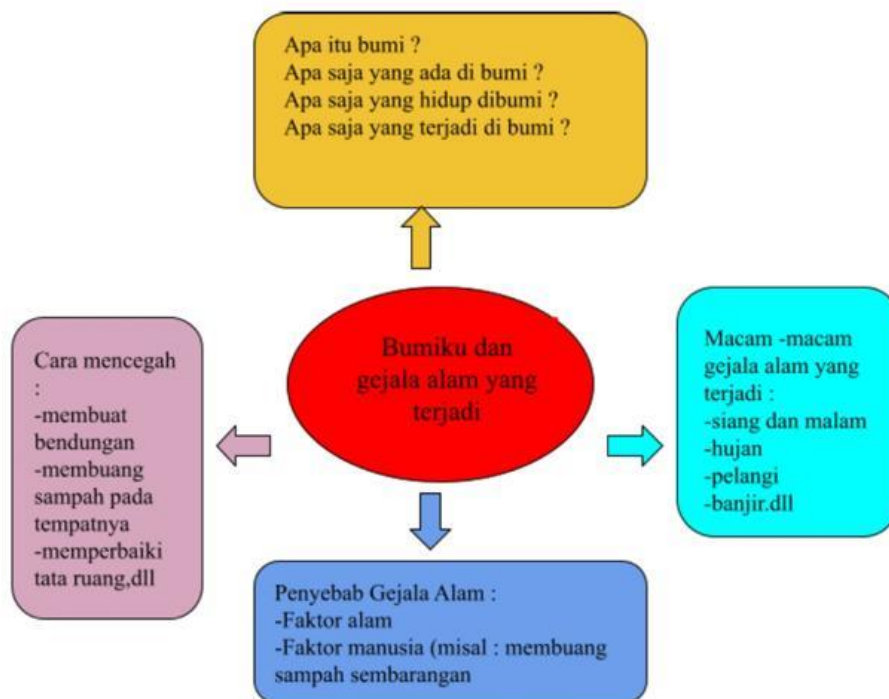 Apa itu bumi ?
Apa saja yang ada di bumi ?
Apa saja yang hidup dibumi ?
Apa saja yang terjadi di bumi ?
Bumiku dan
gejala alam yang
terjadi
Cara mencegah
:
-membuat
bendungan
-membuang
sampah pada
tempatnya
-memperbaiki
tata ruang,dll
Macam -macam
gejala alam yang
terjadi :
-siang dan malam
-hujan
-pelangi
-banjir.dll
Penyebab Gejala Alam :
-Faktor alam
-Faktor manusia (misal : membuang
sampah sembarangan